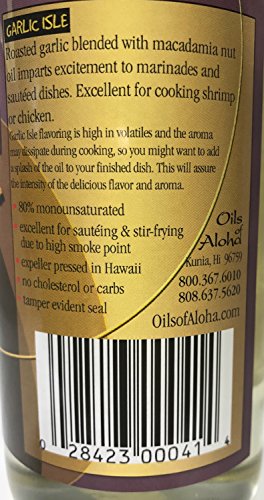 GARLIC ISLE
Roasted garlic blended with macadamia nut
oil imparts excitement to marinades and
sautéed dishes. Excellent for cooking shrimp
or chicken.
Garlic Isle flavoring is high in volatiles and the aroma
may dissipate during cooking, so you might want to add
a splash of the oil to your finished dish. This will assure
the intensity of the delicious flavor and aroma.
• 80% monounsaturated
• excellent for sautéing & stir-frying
due to high smoke point
• expeller pressed in Hawaii
• no cholesterol or carbs
• tamper evident seal
Oils
of
Aloha
Kunia, Hi 96759
800.367.6010
808.637.5620
OilsofAloha.com
0 28423 00041 4